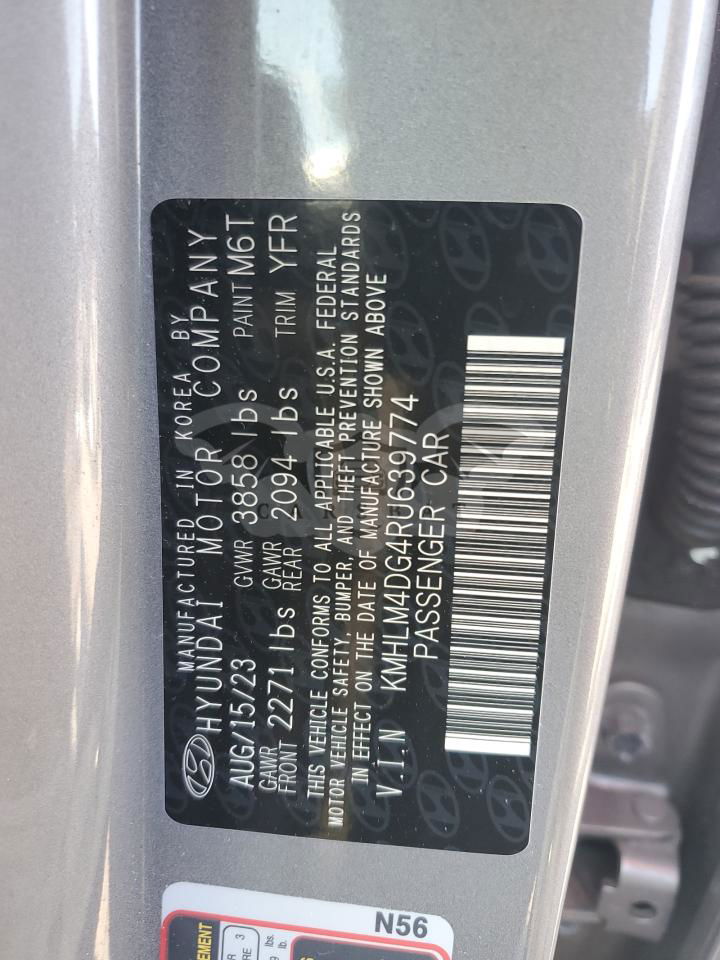 MANUFACTURED IN KOREA BY
HYUNDAI MOTOR COMPANY
AUG/15/23 GVWR 3858 lbs PAINT M6T
GAWR FRONT 2271 lbs GAWR REAR 2094 lbs TRIM YFR
THIS VEHICLE CONFORMS TO ALL APPLICABLE U.S.A. FEDERAL
MOTOR VEHICLE SAFETY, BUMPER, AND THEFT PREVENTION STANDARDS
IN EFFECT ON THE DATE OF MANUFACTURE SHOWN ABOVE
V.I.N KMHLM4DG4RU639774
PASSENGER CAR
N56